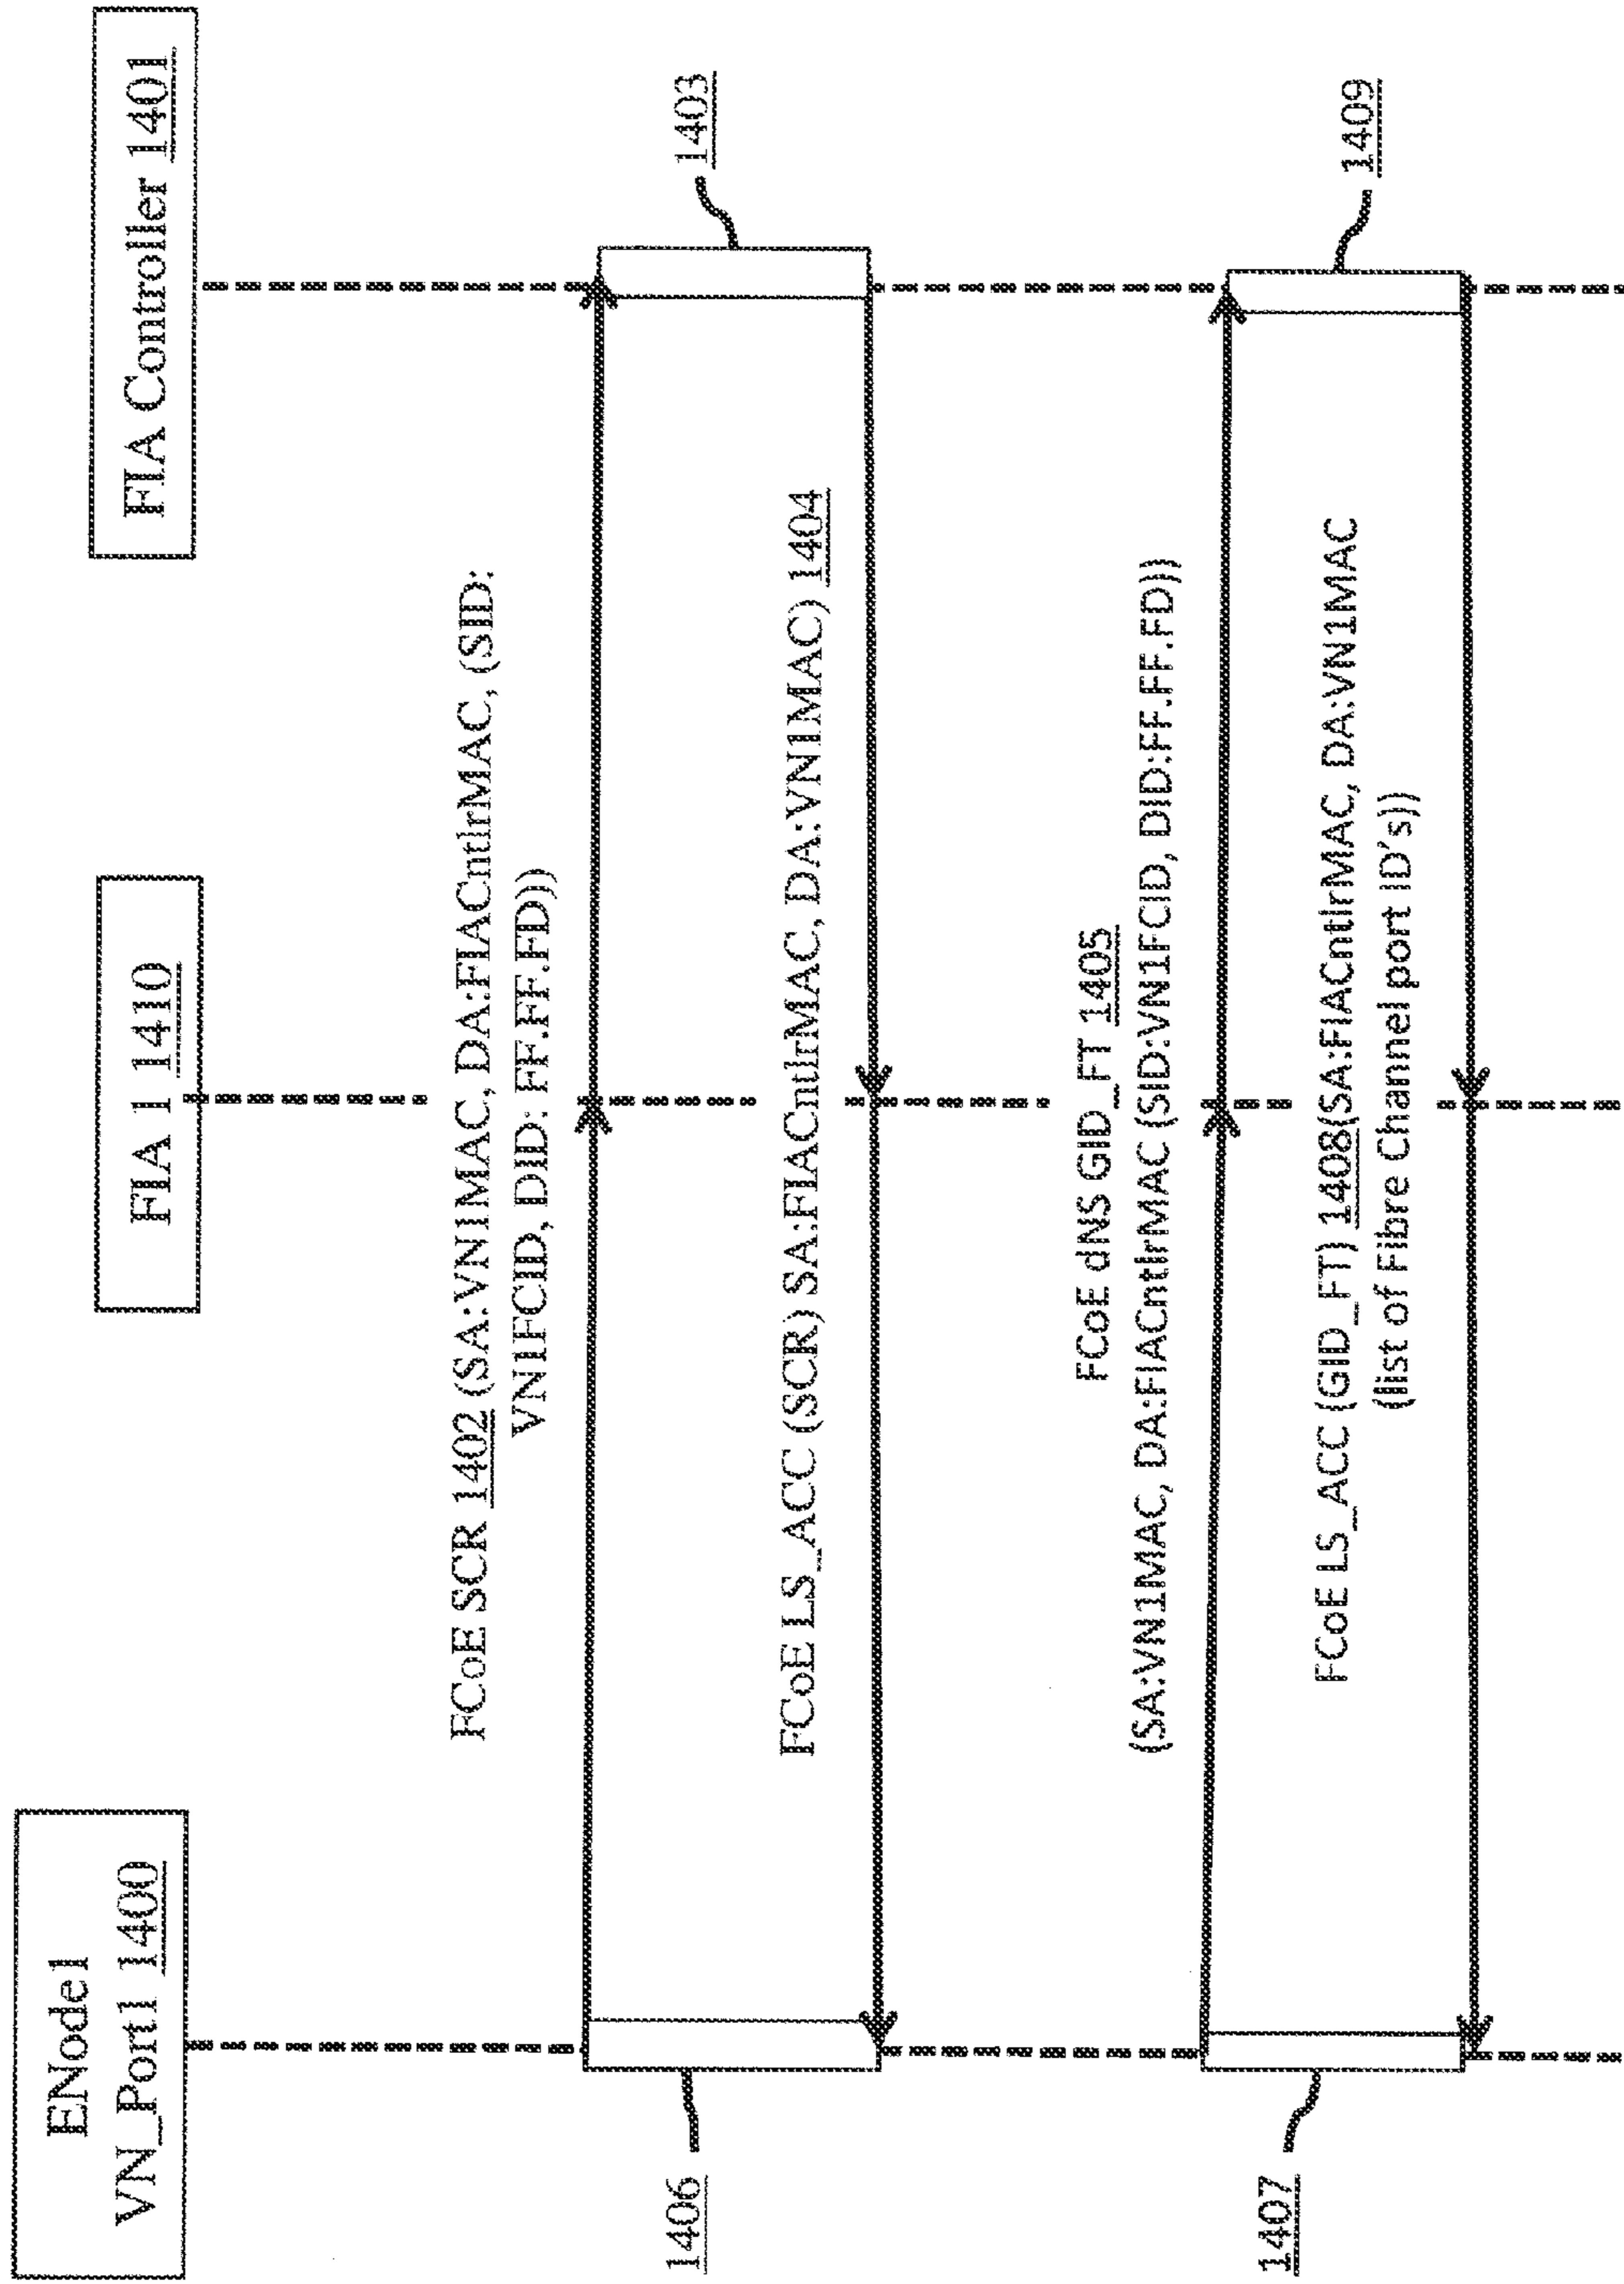 ENode1
VN_Port1 1400
FIA 1 1410
FIA Controller 1401
FCoE SCR 1402 (SA:VN1MAC, DA:FIACntlrMAC, (SID:
VN1FCID, DID: FF.FF.FD))
1406
1403
FCoE LS_ACC (SCR) SA:FIACntlrMAC, DA:VN1MAC) 1404
FCoE dNS GID_FT 1405
(SA:VN1MAC, DA:FIACntlrMAC (SID:VN1FCID, DID:FF.FF.FD))
1407
1409
FCoE LS_ACC (GID_FT) 1408(SA:FIACntlrMAC, DA:VN1MAC
(list of Fibre Channel port ID's))